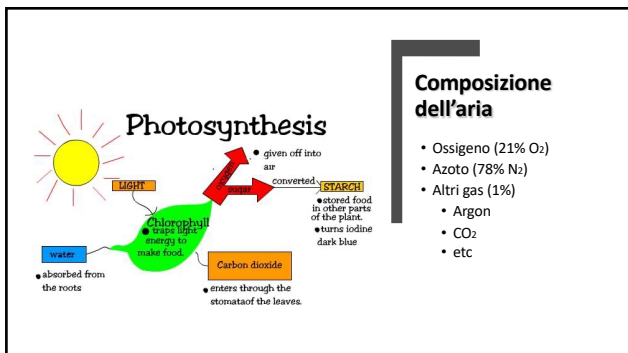 Photosynthesis
LIGHT
Chlorophyll
• traps light
energy to
make food.
water
• absorbed from
the roots
oxygen
• given off into
air
sugar
converted
STARCH
• stored food
in other parts
of the plant.
• turns iodine
dark blue
Carbon dioxide
• enters through the
stomataof the leaves.
Composizione
dell'aria
• Ossigeno (21% O₂)
• Azoto (78% N₂)
• Altri gas (1%)
• Argon
• CO₂
• etc